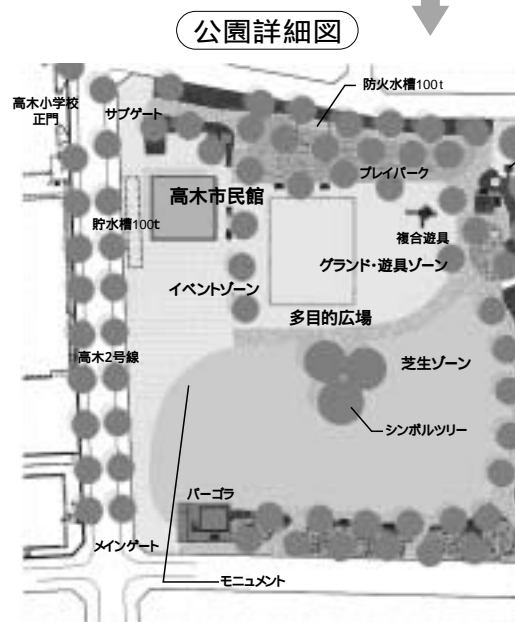 公園詳細図
防火水槽100t
高木小学校
正門
サブゲート
プレイパーク
高木市民館
貯水槽100t
複合遊具
グランド・遊具ゾーン
イベントゾーン
多目的広場
高木2号線
芝生ゾーン
シンボルツリー
パーゴラ
メインゲート
モニュメント